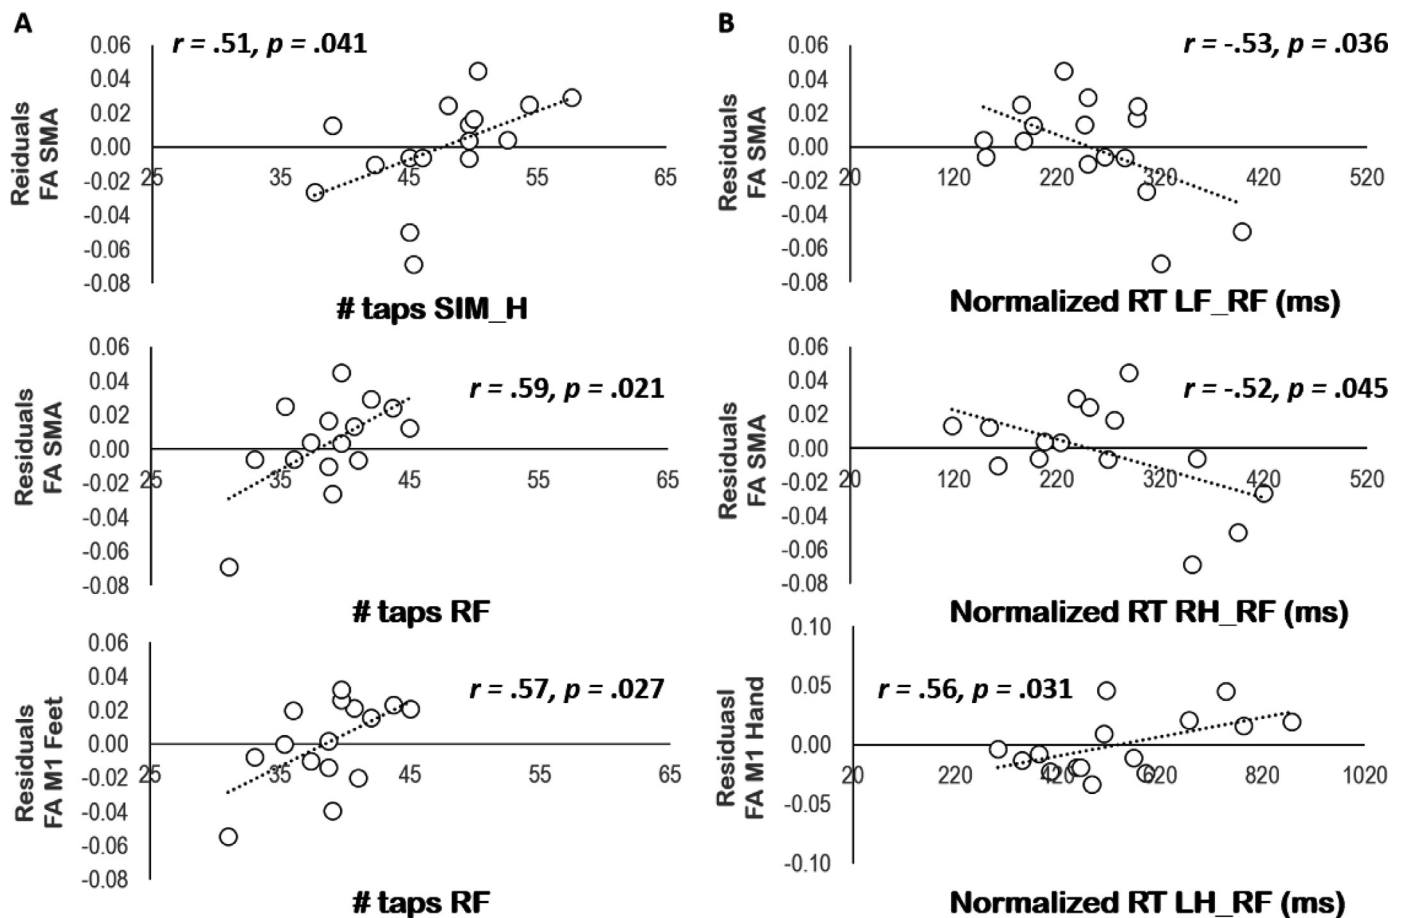 A
r = .51, p = .041
Reiduals
FA SMA
0.06
0.04
0.02
0.00
-0.02
-0.04
-0.06
-0.08
25 35 45 55 65
# taps SIM_H
Residuals
FA SMA
0.06
0.04
0.02
0.00
-0.02
-0.04
-0.06
-0.08
r = .59, p = .021
25 35 45 55 65
# taps RF
Residuals
FA M1 Feet
0.06
0.04
0.02
0.00
-0.02
-0.04
-0.06
-0.08
r = .57, p = .027
25 35 45 55 65
# taps RF
B
r = -.53, p = .036
Residuals
FA SMA
0.06
0.04
0.02
0.00
-0.02
-0.04
-0.06
-0.08
20 120 220 320 420 520
Normalized RT LF_RF (ms)
Residuals
FA SMA
0.06
0.04
0.02
0.00
-0.02
-0.04
-0.06
-0.08
r = -.52, p = .045
20 120 220 320 420 520
Normalized RT RH_RF (ms)
Residuasl
FA M1 Hand
0.10
0.05
0.00
-0.05
-0.10
r = .56, p = .031
20 220 420 620 820 1020
Normalized RT LH_RF (ms)